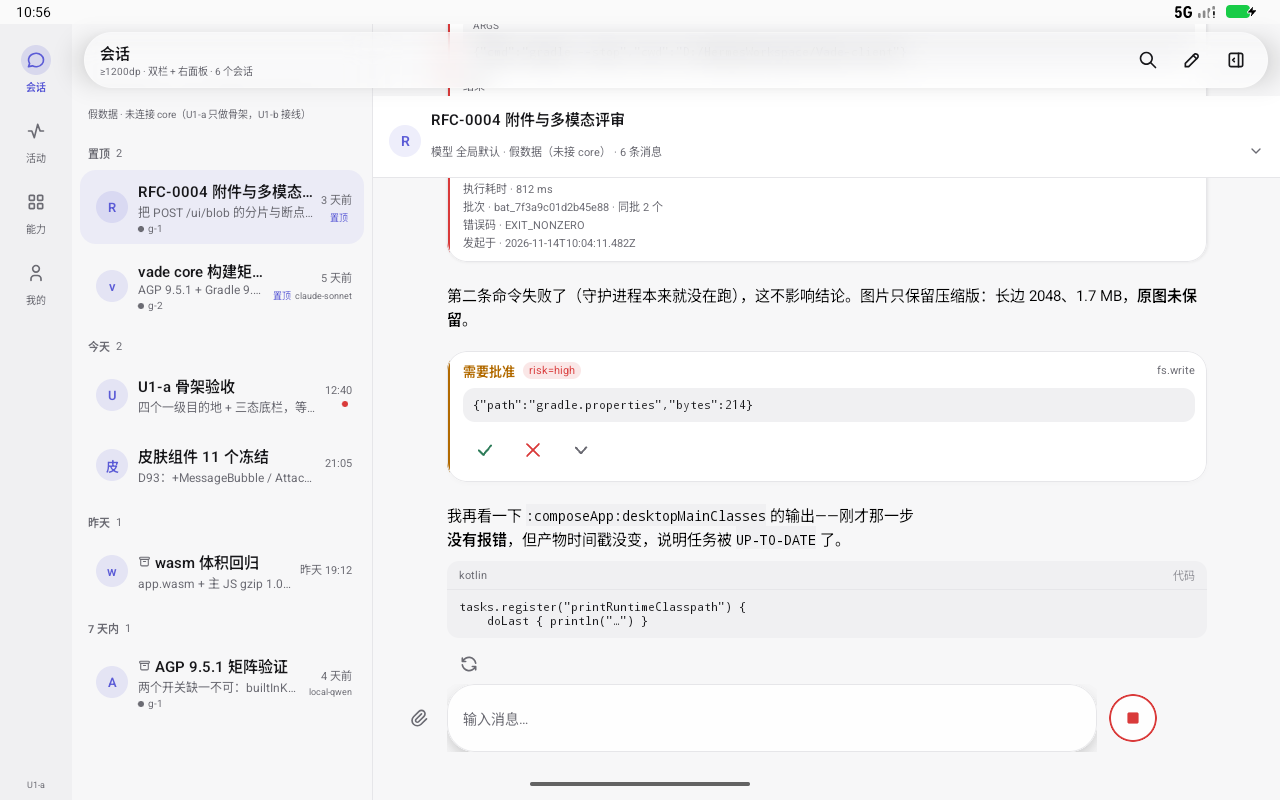 10:56
5G
会话
≥1200dp · 双栏 + 右面板 · 6 个会话
会话
活动
能力
我的
U1-a
假数据 · 未连接 core（U1-a 只做骨架，U1-b 接线）
置顶 2
R
RFC-0004 附件与多模态…
3 天前
把 POST /ui/blob 的分片与断点…
置顶
g-1
v
vade core 构建矩…
5 天前
AGP 9.5.1 + Gradle 9.…
置顶 claude-sonnet
g-2
今天 2
U
U1-a 骨架验收
12:40
四个一级目的地 + 三态底栏，等…
皮
皮肤组件 11 个冻结
21:05
D93：+MessageBubble / Attac…
昨天 1
w
wasm 体积回归
昨天 19:12
app.wasm + 主 JS gzip 1.0…
7 天内 1
A
AGP 9.5.1 矩阵验证
4 天前
两个开关缺一不可：builtInK…
local-qwen
g-1
ARGS
结果
R
RFC-0004 附件与多模态评审
模型 全局默认 · 假数据（未接 core） · 6 条消息
执行耗时 · 812 ms
批次 · bat_7f3a9c01d2b45e88 · 同批 2 个
错误码 · EXIT_NONZERO
发起于 · 2026-11-14T10:04:11.482Z
第二条命令失败了（守护进程本来就没在跑），这不影响结论。图片只保留压缩版：长边 2048、1.7 MB，原图未保
留。
需要批准 risk=high
fs.write
{"path":"gradle.properties","bytes":214}
我再看一下 :composeApp:desktopMainClasses 的输出——刚才那一步
没有报错，但产物时间戳没变，说明任务被 UP-TO-DATE 了。
kotlin
代码
tasks.register("printRuntimeClasspath") {
    doLast { println("…") }
输入消息…